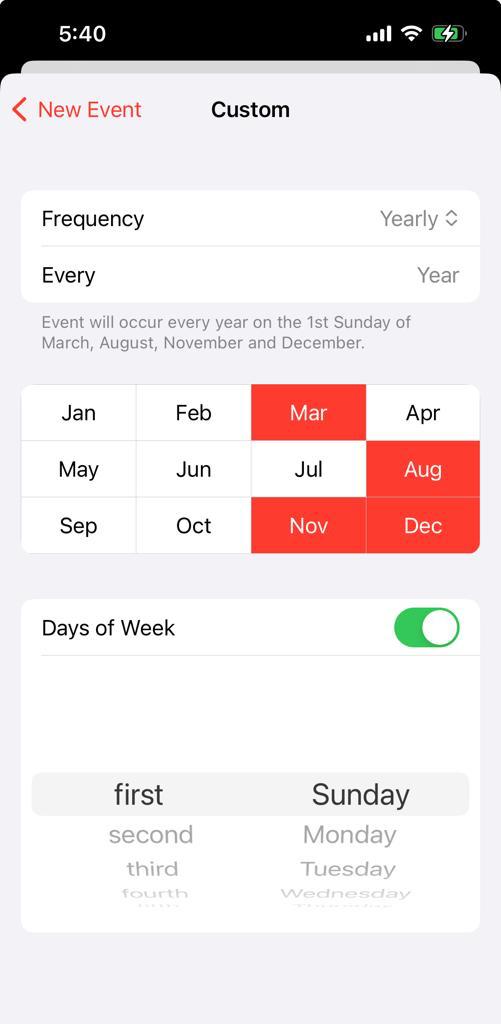 5:40
New Event Custom
Frequency Yearly
Every Year
Event will occur every year on the 1st Sunday of
March, August, November and December.
Jan Feb Mar Apr
May Jun Jul Aug
Sep Oct Nov Dec
Days of Week
first Sunday
second Monday
third Tuesday
fourth Wednesday